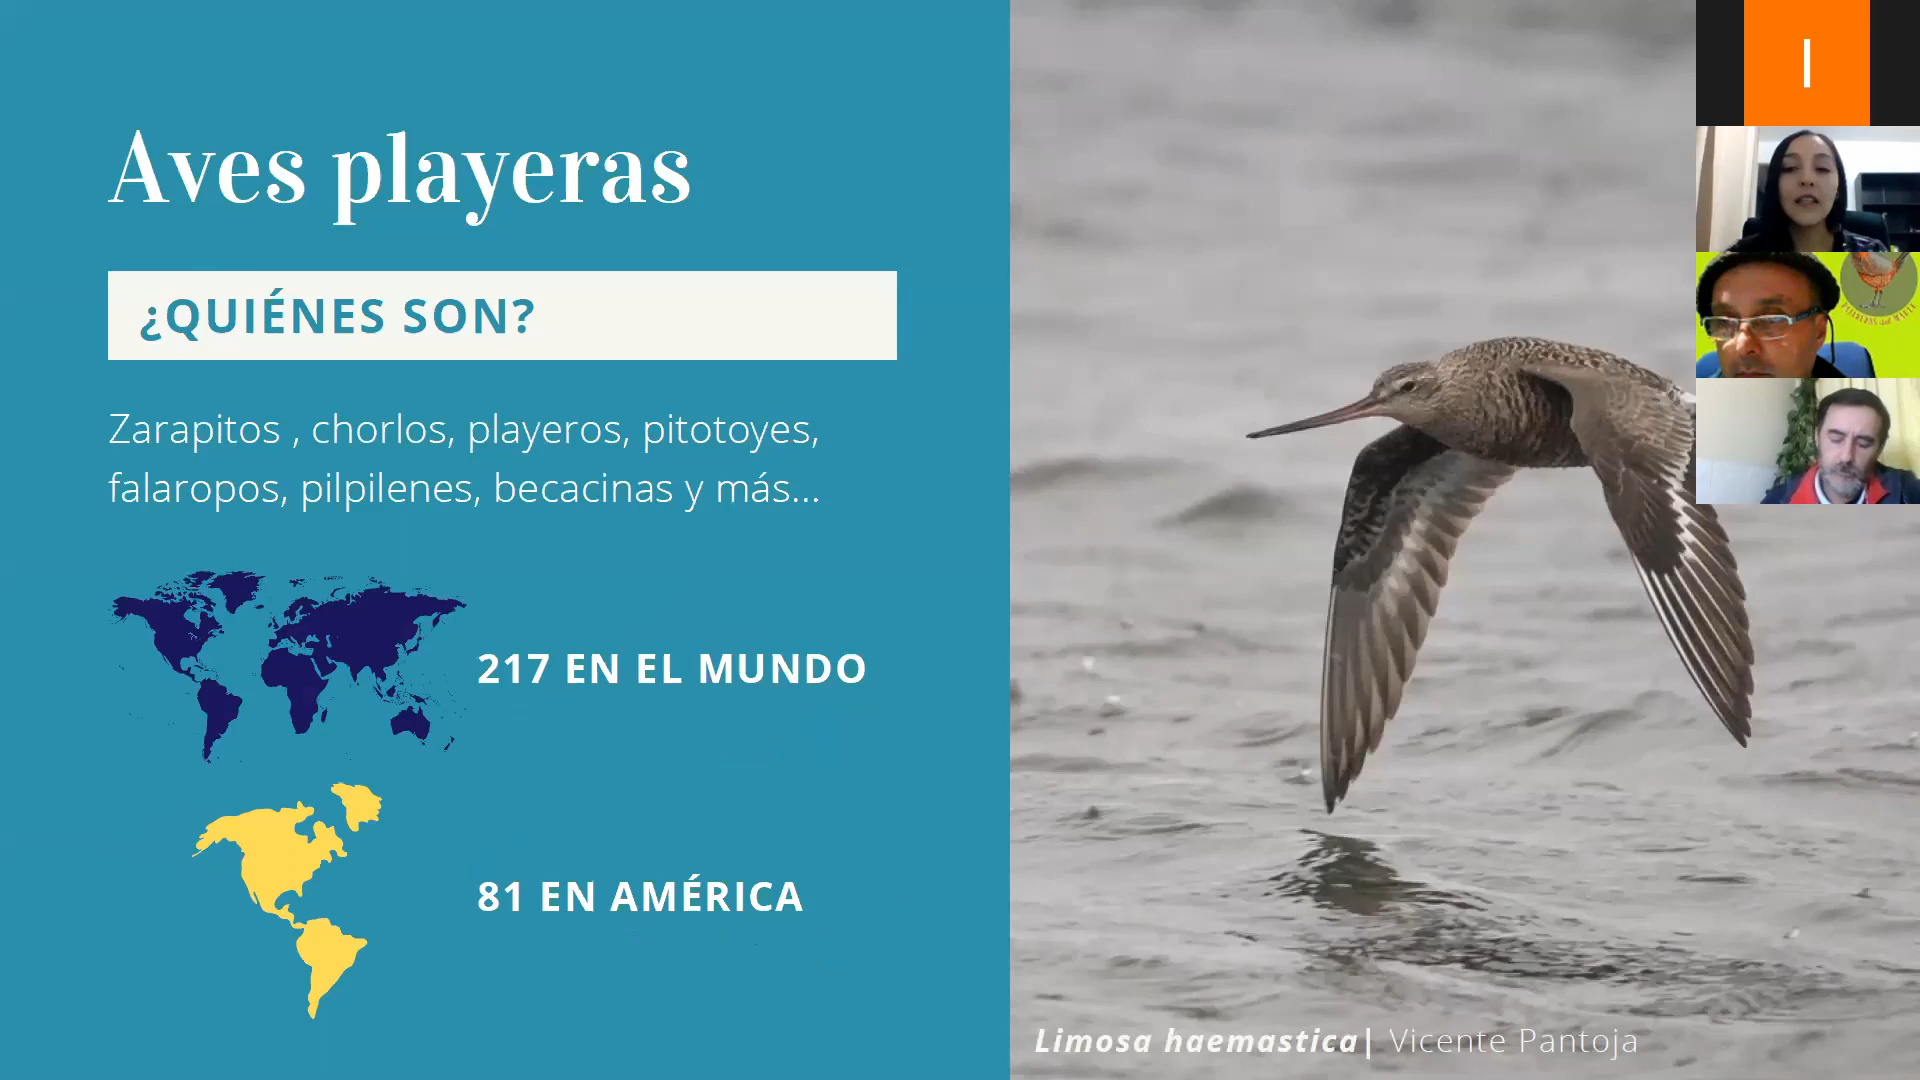 Aves playeras
¿QUIÉNES SON?
Zarapitos , chorlos, playeros, pitotoyes,
falaropos, pilpilenes, becacinas y más...
217 EN EL MUNDO
81 EN AMÉRICA
Limosa haemastica| Vicente Pantoja
I